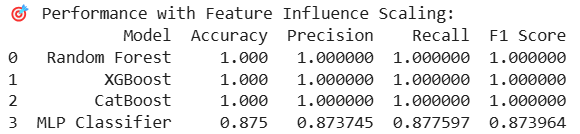 🎯 Performance with Feature Influence Scaling:
Model Accuracy Precision Recall F1 Score
0 Random Forest 1.000 1.000000 1.000000 1.000000
1 XGBoost 1.000 1.000000 1.000000 1.000000
2 CatBoost 1.000 1.000000 1.000000 1.000000
3 MLP Classifier 0.875 0.873745 0.877597 0.873964